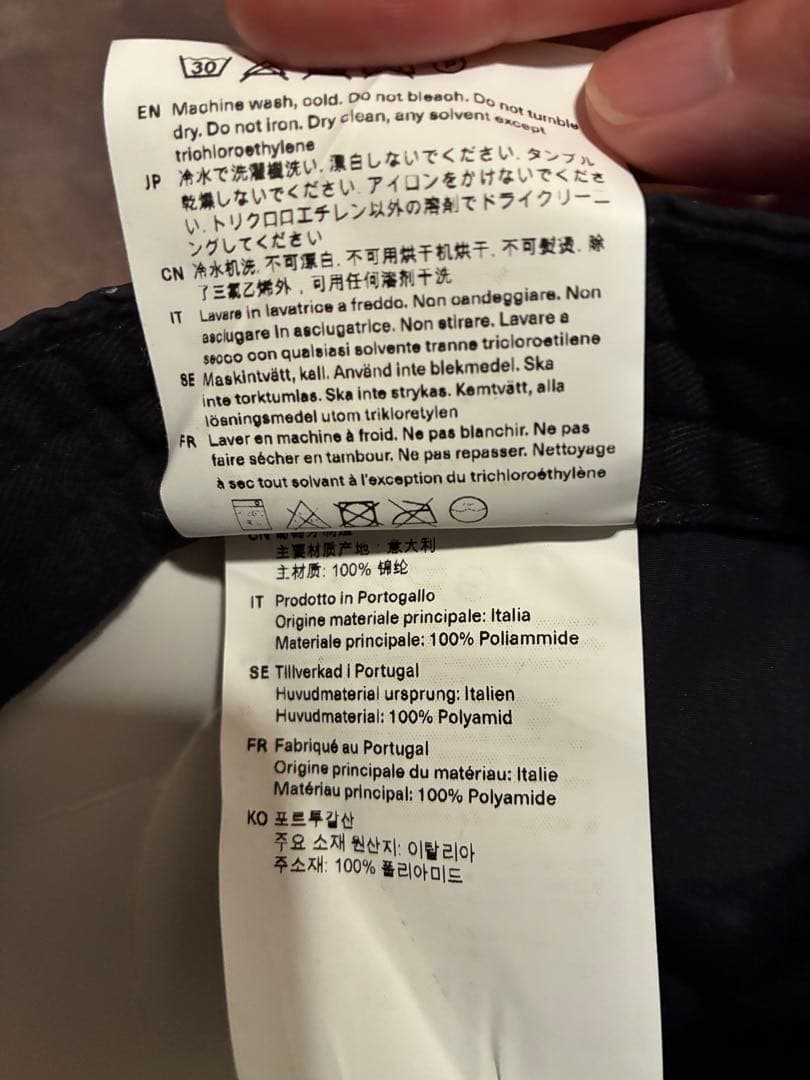 30
EN Machine wash, cold. Do not bleach. Do not tumble
dry. Do not iron. Dry clean, any solvent except
trichloroethylene
JP 冷水で洗濯機洗い. 漂白しないでください. タンブル
乾燥しないでください. アイロンをかけないでくださ
い. トリクロロエチレン以外の溶剤でドライクリーニ
ングしてください
CN 冷水机洗. 不可漂白. 不可用烘干机烘干. 不可熨烫. 除
了三氯乙烯外，可用任何溶剂干洗
IT Lavare in lavatrice a freddo. Non candeggiare. Non
asciugare in asciugatrice. Non stirare. Lavare a
secco con qualsiasi solvente tranne tricloroetilene
SE Maskintvätt, kall. Använd inte blekmedel. Ska
inte torktumlas. Ska inte strykas. Kemtvätt, alla
lösningsmedel utom trikloretylen
FR Laver en machine à froid. Ne pas blanchir. Ne pas
faire sécher en tambour. Ne pas repasser. Nettoyage
à sec tout solvant à l'exception du trichloroéthylène
CN
主要材质产地：意大利
主材质: 100% 锦纶
IT Prodotto in Portogallo
Origine materiale principale: Italia
Materiale principale: 100% Poliammide
SE Tillverkad i Portugal
Huvudmaterial ursprung: Italien
Huvudmaterial: 100% Polyamid
FR Fabriqué au Portugal
Origine principale du matériau: Italie
Matériau principal: 100% Polyamide
KO 포르투갈산
주요 소재 원산지: 이탈리아
주소재: 100% 폴리아미드